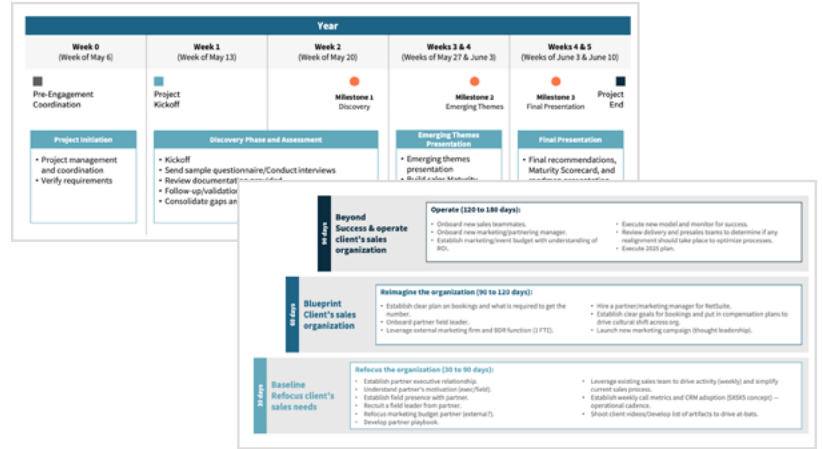 Year
Week 0
(Week of May 6)
Week 1
(Week of May 13)
Week 2
(Week of May 20)
Weeks 3 & 4
(Weeks of May 27 & June 3)
Weeks 4 & 5
(Weeks of June 3 & June 10)
Pre-Engagement
Coordination
Project
Kickoff
Milestone 1
Discovery
Milestone 2
Emerging Themes
Milestone 3
Final Presentation
Project
End
Project Initiation
• Project management
and coordination
• Verify requirements
Discovery Phase and Assessment
• Kickoff
• Send sample questionnaire/Conduct interviews
• Review documentation provided
• Follow-up/validation
• Consolidate gaps an
Emerging Themes
Presentation
• Emerging themes
presentation
• Build sales Maturity
Final Presentation
• Final recommendations,
Maturity Scorecard, and
roadmap presentation
90 days
Beyond
Success & operate
client's sales
organization
Operate (120 to 180 days):
• Onboard new sales teammates.
• Onboard new marketing/partnering manager.
• Establish marketing/event budget with understanding of
ROI.
• Execute new model and monitor for success.
• Review delivery and presales teams to determine if any
realignment should take place to optimize processes.
• Execute 2025 plan.
60 days
Blueprint
Client's sales
organization
Reimagine the organization (90 to 120 days):
• Establish clear plan on bookings and what is required to get the
number.
• Onboard partner field leader.
• Leverage external marketing firm and BDR function (1 FTE).
• Hire a partner/marketing manager for NetSuite.
• Establish clear goals for bookings and put in compensation plans to
drive cultural shift across org.
• Launch new marketing campaign (thought leadership).
30 days
Baseline
Refocus client's
sales needs
Refocus the organization (30 to 90 days):
• Establish partner executive relationship.
• Understand partner's motivation (exec/field).
• Establish field presence with partner.
• Recruit a field leader from partner.
• Refocus marketing budget partner (external?).
• Develop partner playbook.
• Leverage existing sales team to drive activity (weekly) and simplify
current sales process.
• Establish weekly call metrics and CRM adoption (5X5X5 concept) —
operational cadence.
• Shoot client videos/Develop list of artifacts to drive at-bats.